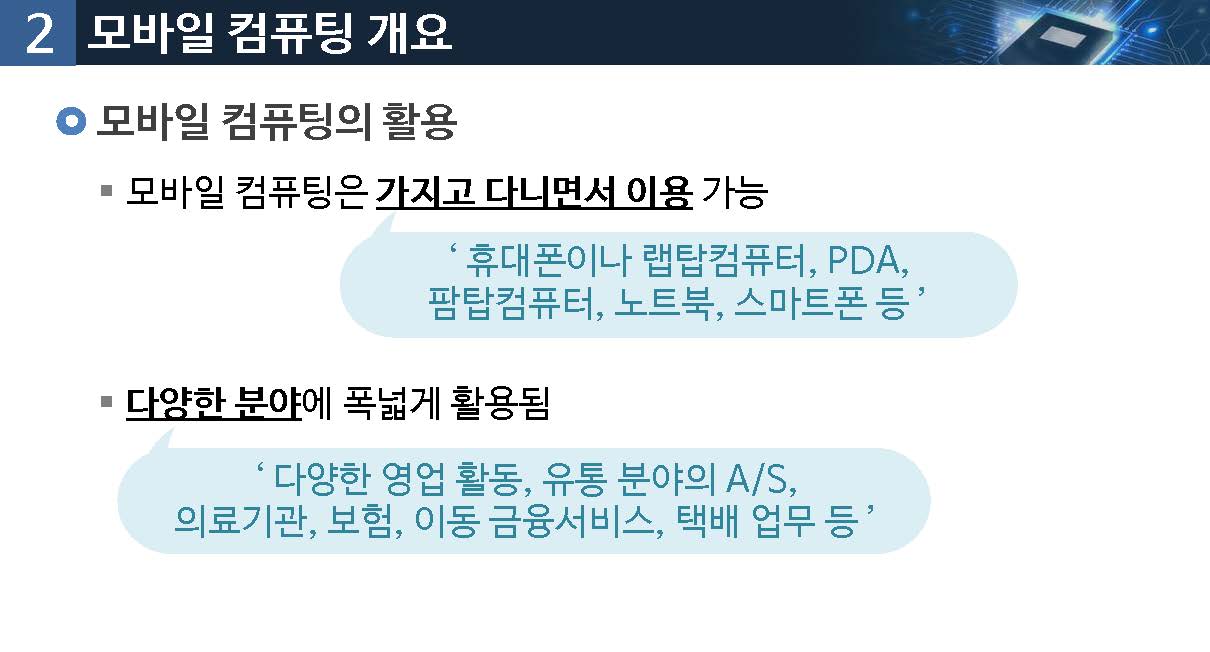 2 모바일 컴퓨팅 개요
모바일 컴퓨팅의 활용
▪ 모바일 컴퓨팅은 가지고 다니면서 이용 가능
‘ 휴대폰이나 랩탑컴퓨터, PDA,
팜탑컴퓨터, 노트북, 스마트폰 등 ’
▪ 다양한 분야에 폭넓게 활용됨
‘ 다양한 영업 활동, 유통 분야의 A/S,
의료기관, 보험, 이동 금융서비스, 택배 업무 등 ’